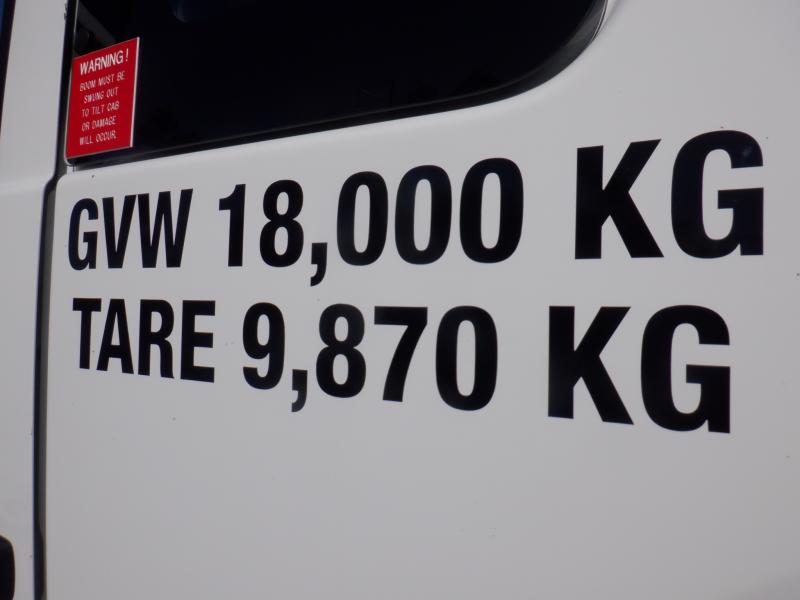 WARNING!
BOOM MUST BE
SWUNG OUT
TO TILT CAB
OR DAMAGE
WILL OCCUR.
GVW 18,000 KG
TARE 9,870 KG